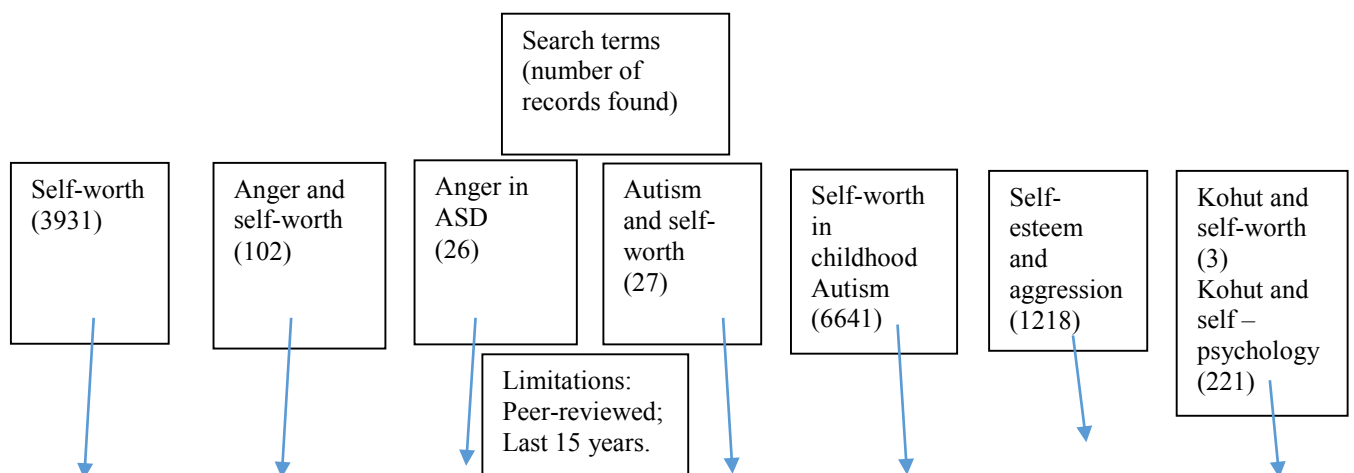 Search terms
(number of
records found)
Self-worth
(3931)
Anger and
self-worth
(102)
Anger in
ASD
(26)
Autism
and self-
worth
(27)
Self-worth
in
childhood
Autism
(6641)
Self-
esteem
and
aggression
(1218)
Kohut and
self-worth
(3)
Kohut and
self –
psychology
(221)
Limitations:
Peer-reviewed;
Last 15 years.